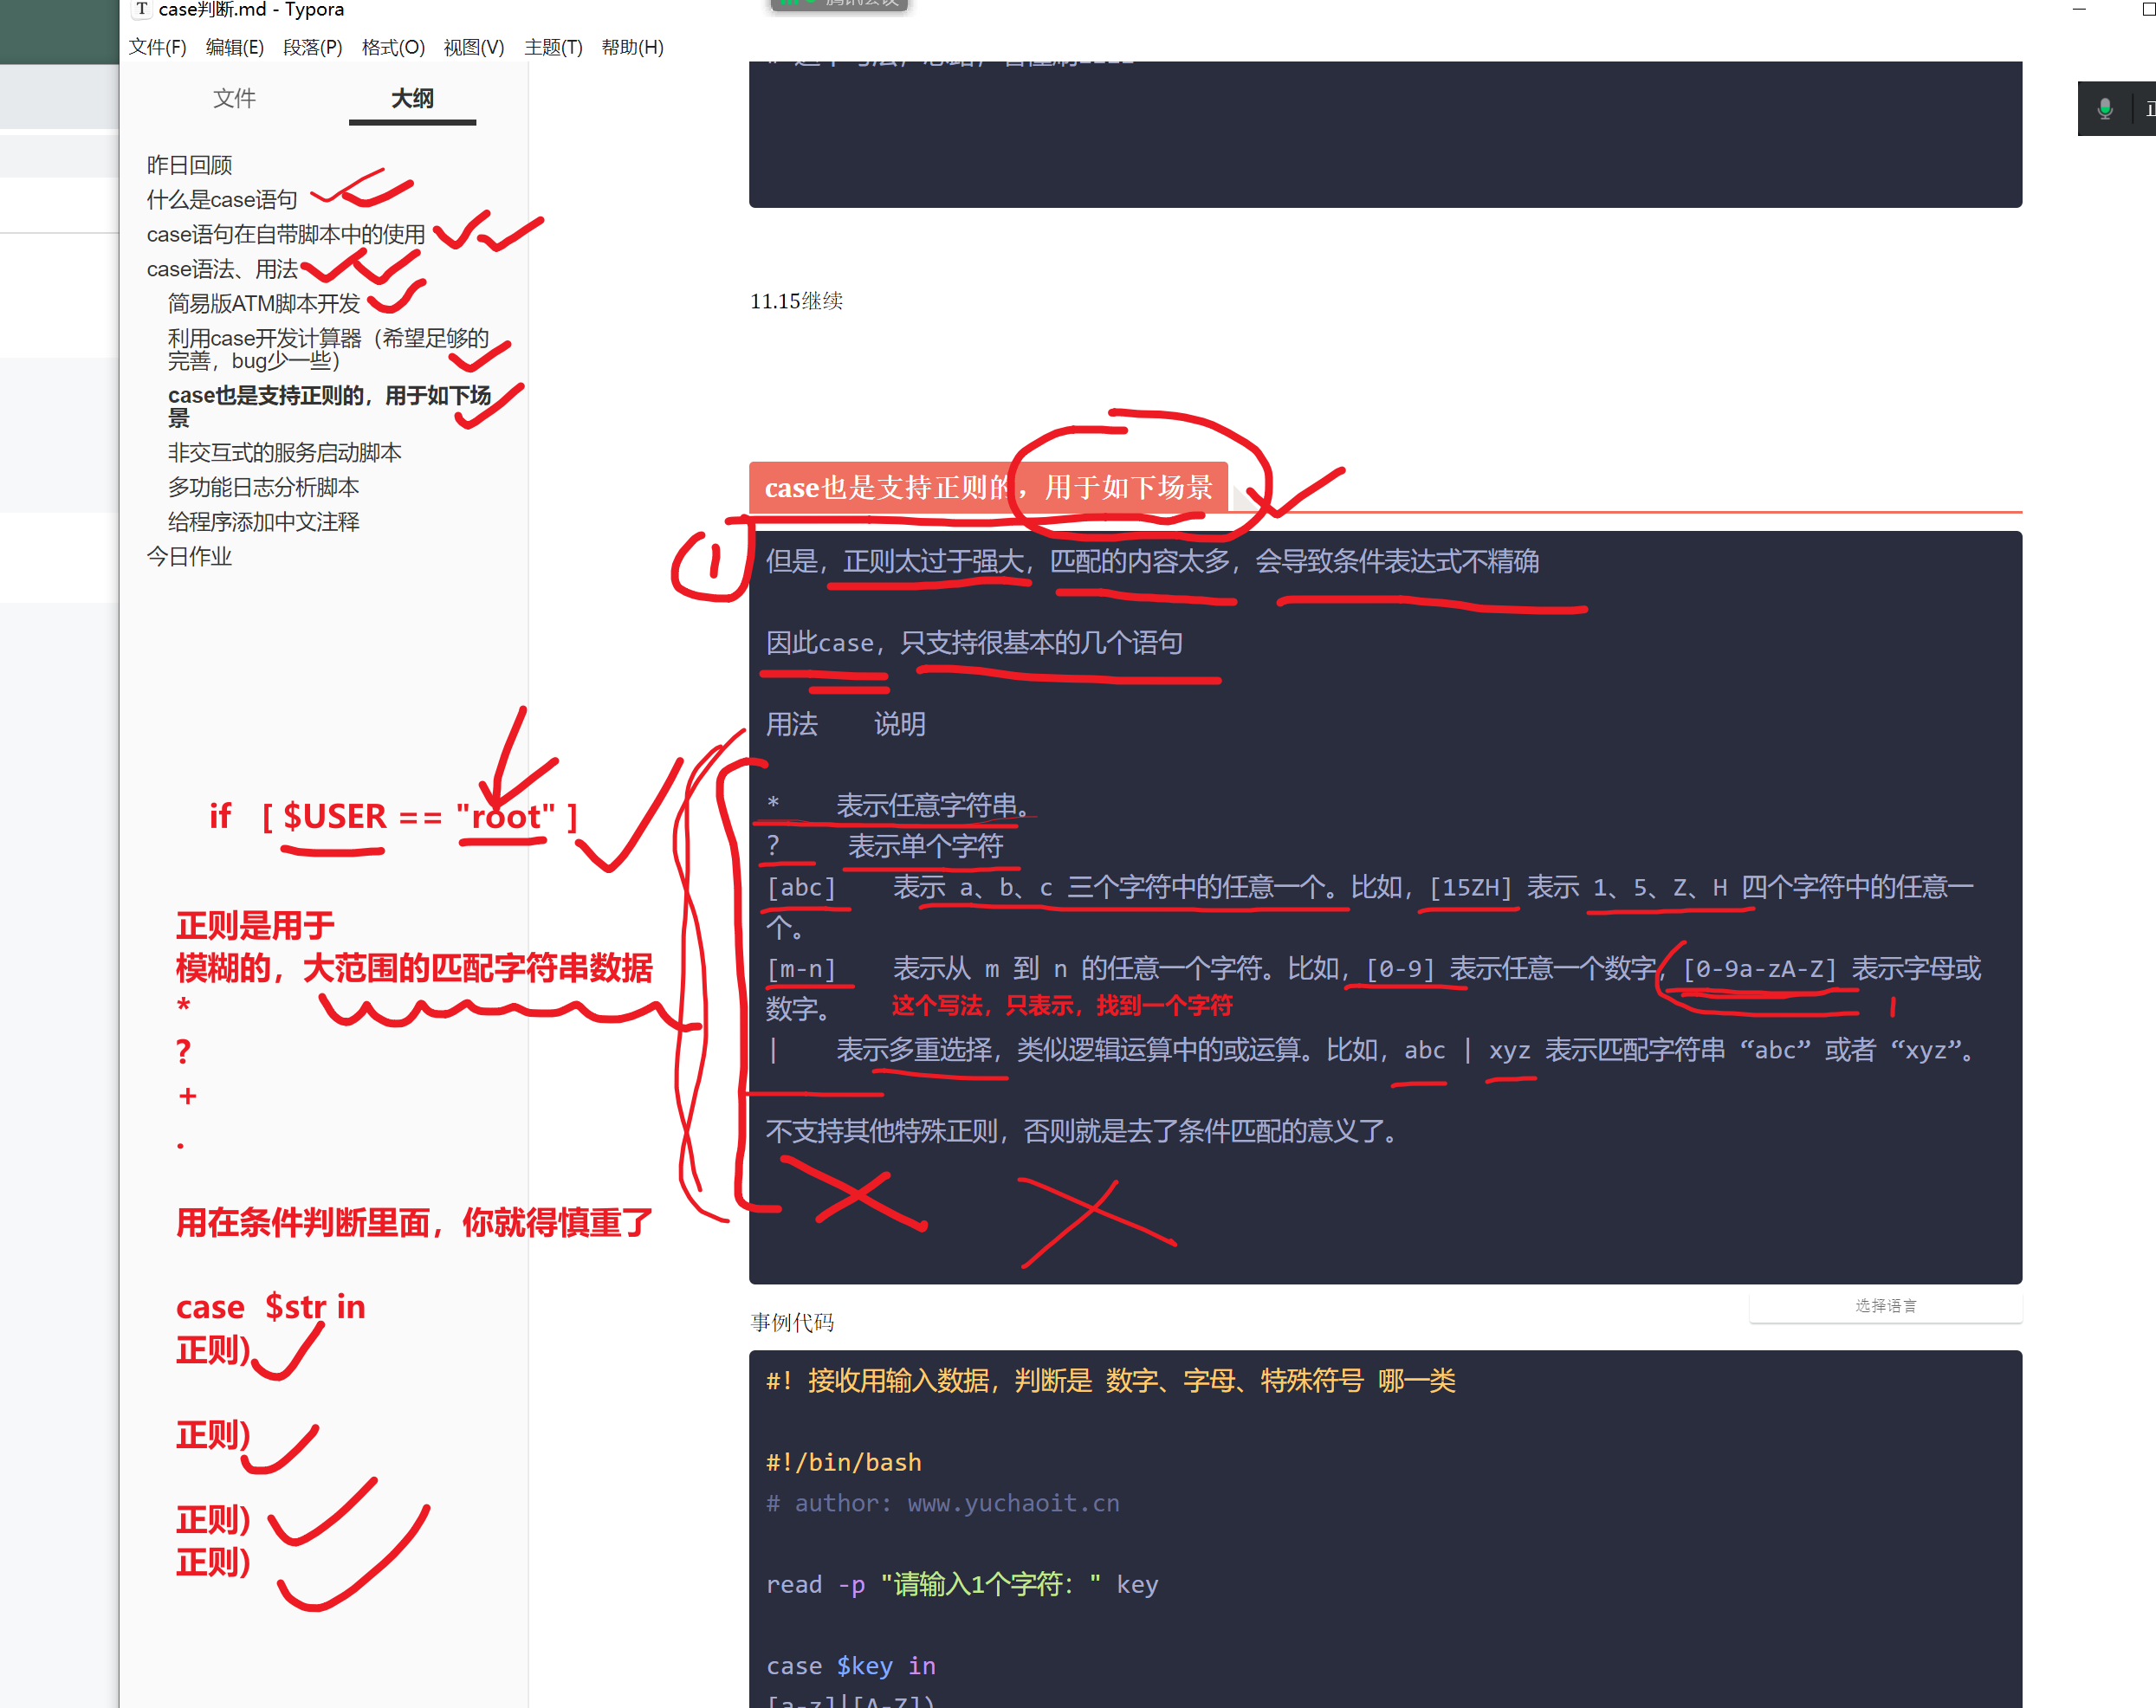 T case判断.md - Typora
腾讯会议
文件(F) 编辑(E) 段落(P) 格式(O) 视图(V) 主题(T) 帮助(H)
文件 大纲
昨日回顾
什么是case语句
case语句在自带脚本中的使用
case语法、用法
简易版ATM脚本开发
利用case开发计算器（希望足够的
完善，bug少一些）
case也是支持正则的，用于如下场
景
非交互式的服务启动脚本
多功能日志分析脚本
给程序添加中文注释
今日作业
if [ $USER == "root" ]
正则是用于
模糊的，大范围的匹配字符串数据
*
?
+
.
用在条件判断里面，你就得慎重了
case $str in
正则)
正则)
正则)
正则)
11.15继续
case也是支持正则的，用于如下场景
但是，正则太过于强大，匹配的内容太多，会导致条件表达式不精确
因此case，只支持很基本的几个语句
用法 说明
* 表示任意字符串。
? 表示单个字符
[abc] 表示 a、b、c 三个字符中的任意一个。比如，[15ZH] 表示 1、5、Z、H 四个字符中的任意一
个。
[m-n] 表示从 m 到 n 的任意一个字符。比如，[0-9] 表示任意一个数字，[0-9a-zA-Z] 表示字母或
数字。 这个写法，只表示，找到一个字符
| 表示多重选择，类似逻辑运算中的或运算。比如，abc | xyz 表示匹配字符串 “abc” 或者 “xyz”。
不支持其他特殊正则，否则就是去了条件匹配的意义了。
选择语言
事例代码
#! 接收用输入数据，判断是 数字、字母、特殊符号 哪一类
#!/bin/bash
# author: www.yuchaoit.cn
read -p "请输入1个字符：" key
case $key in
[a-z]|[A-Z])